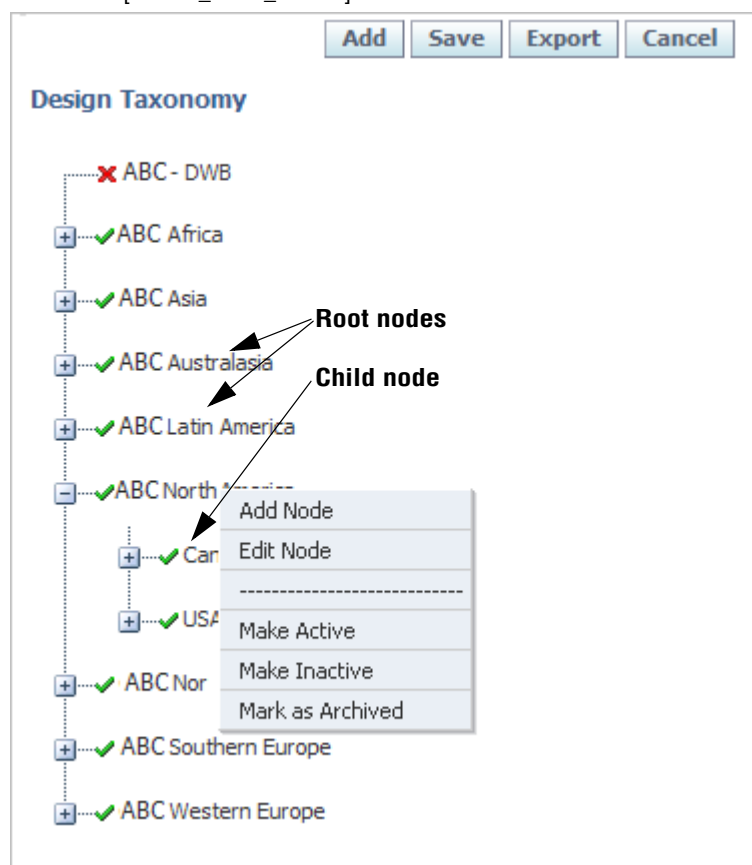 Add Save Export Cancel
Design Taxonomy
ABC - DWB
ABC Africa
ABC Asia
Root nodes
ABC Australasia
Child node
ABC Latin America
ABC North
Add Node
Can
Edit Node
---------------------------
USA
Make Active
Make Inactive
ABC Nor
Mark as Archived
ABC Southern Europe
ABC Western Europe